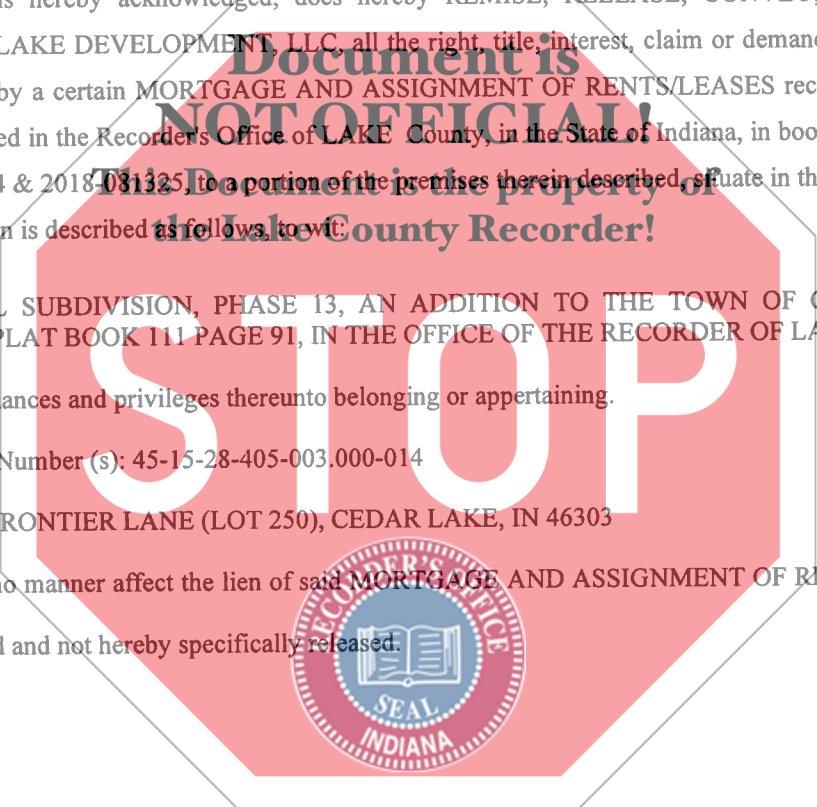 is hereby acknowledged, does hereby REMISE, RELEASE, CONVEY,
LAKE DEVELOPMENT, LLC, all the right, title, interest, claim or demand
Document is
by a certain MORTGAGE AND ASSIGNMENT OF RENTS/LEASES rec
NOT OFFICIAL!
ed in the Recorder's Office of LAKE County, in the State of Indiana, in boo
This Document is the property of
4 & 2018-081325, to a portion of the premises therein described, situate in th
the Lake County Recorder!
n is described as follows, to wit:
L SUBDIVISION, PHASE 13, AN ADDITION TO THE TOWN OF C
PLAT BOOK 111 PAGE 91, IN THE OFFICE OF THE RECORDER OF LA
STOP
ances and privileges thereunto belonging or appertaining.
Number (s): 45-15-28-405-003.000-014
RONTIER LANE (LOT 250), CEDAR LAKE, IN 46303
no manner affect the lien of said MORTGAGE AND ASSIGNMENT OF RE
d and not hereby specifically released.
RECORDER'S OFFICE
SEAL
INDIANA